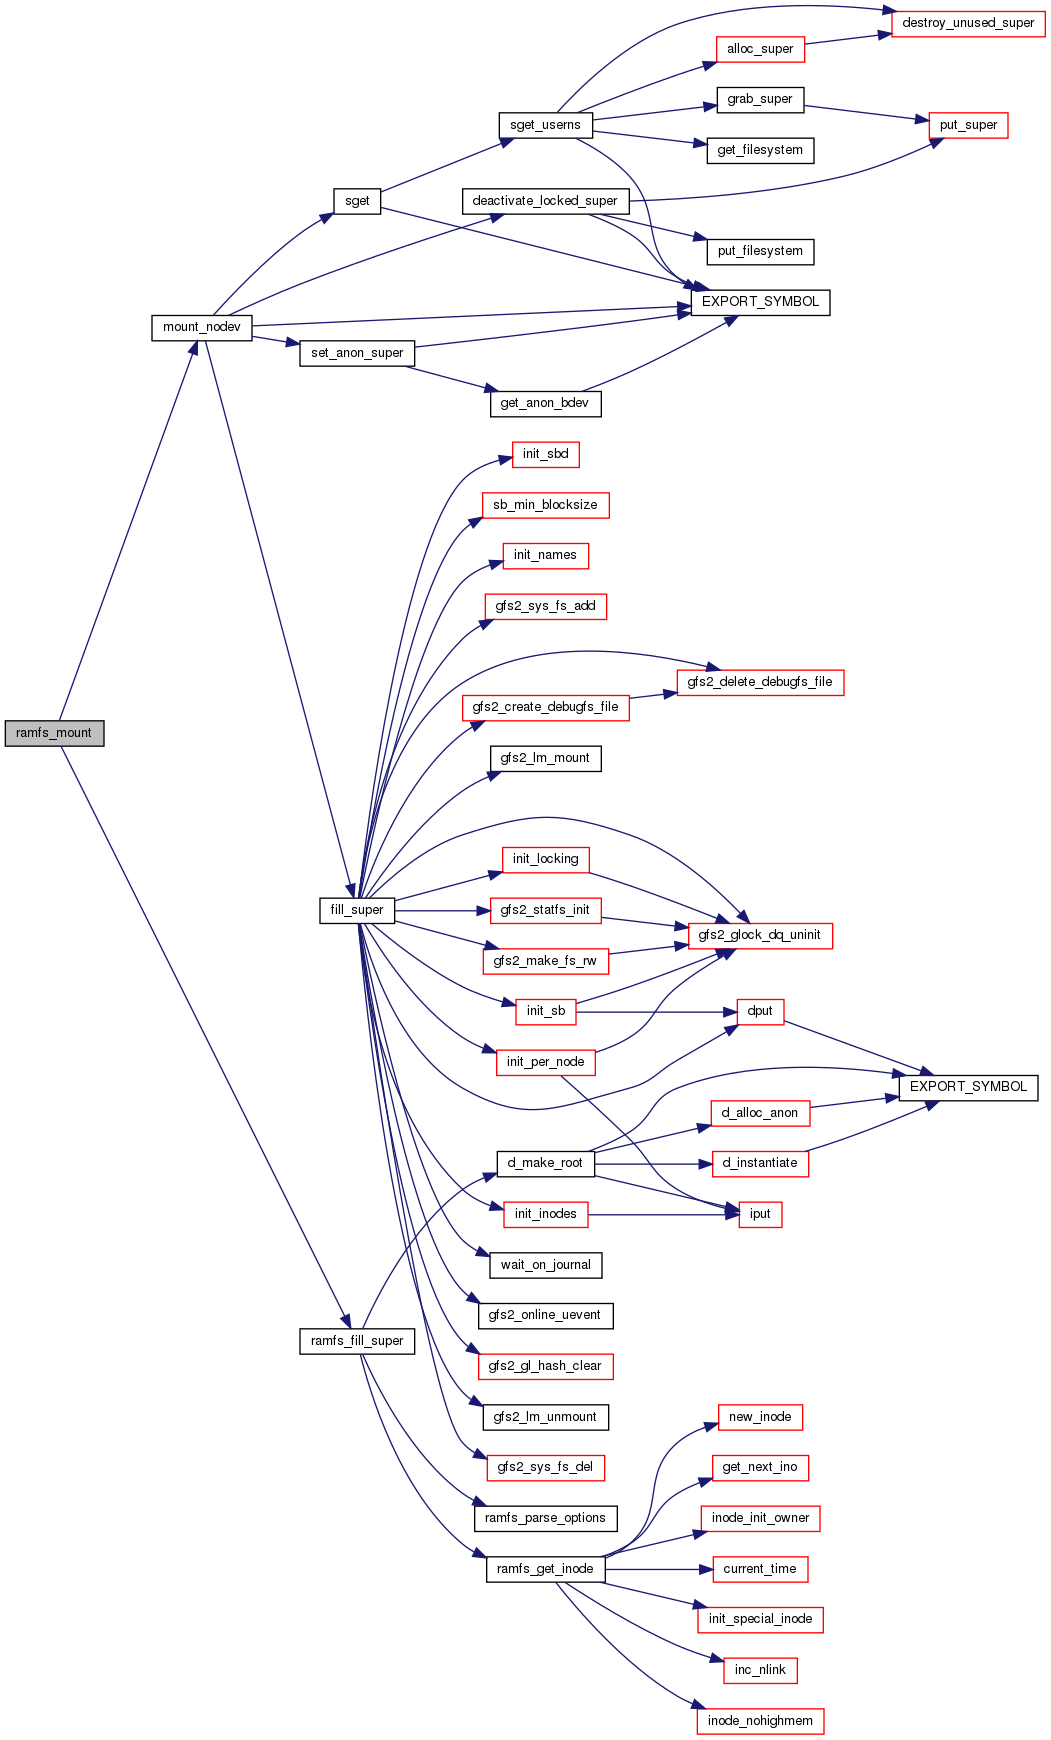 destroy_unused_super
alloc_super
grab_super
sget_userns
put_super
get_filesystem
sget
deactivate_locked_super
put_filesystem
EXPORT_SYMBOL
mount_nodev
set_anon_super
get_anon_bdev
init_sbd
sb_min_blocksize
init_names
gfs2_sys_fs_add
gfs2_delete_debugfs_file
gfs2_create_debugfs_file
ramfs_mount
gfs2_lm_mount
init_locking
fill_super
gfs2_statfs_init
gfs2_glock_dq_uninit
gfs2_make_fs_rw
init_sb
dput
init_per_node
EXPORT_SYMBOL
d_alloc_anon
d_make_root
d_instantiate
init_inodes
iput
wait_on_journal
gfs2_online_uevent
ramfs_fill_super
gfs2_gl_hash_clear
gfs2_lm_unmount
new_inode
gfs2_sys_fs_del
get_next_ino
ramfs_parse_options
inode_init_owner
ramfs_get_inode
current_time
init_special_inode
inc_nlink
inode_nohighmem